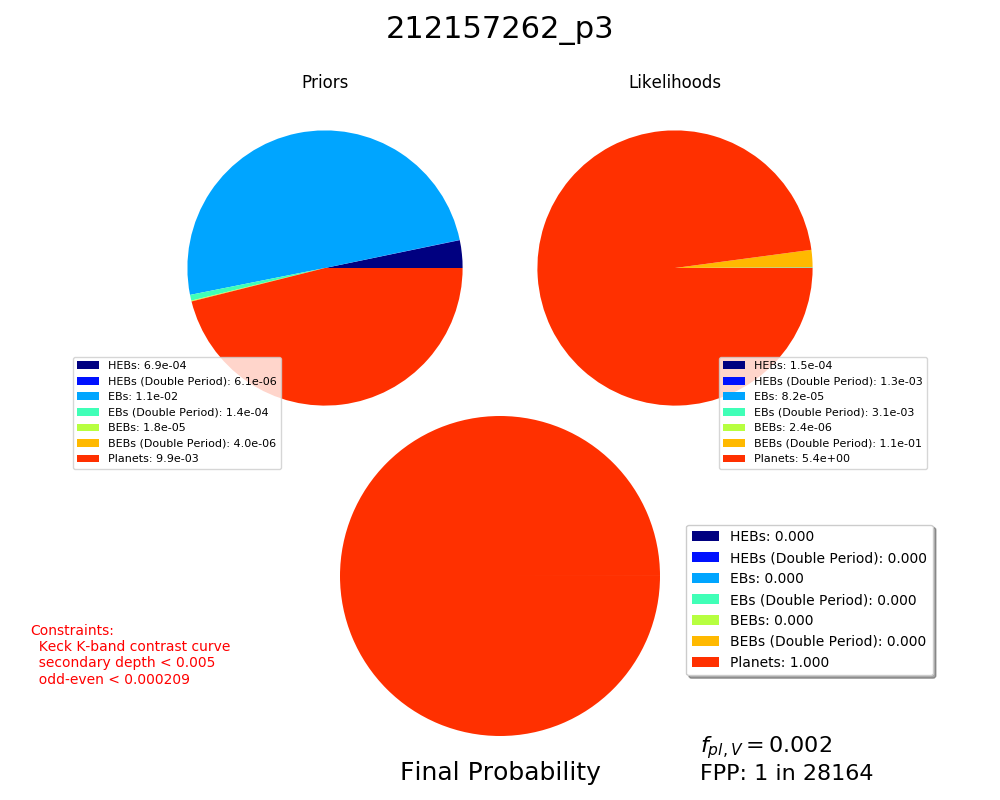 212157262_p3
Priors
Likelihoods
HEBs: 6.9e-04
HEBs (Double Period): 6.1e-06
EBs: 1.1e-02
EBs (Double Period): 1.4e-04
BEBs: 1.8e-05
BEBs (Double Period): 4.0e-06
Planets: 9.9e-03
HEBs: 1.5e-04
HEBs (Double Period): 1.3e-03
EBs: 8.2e-05
EBs (Double Period): 3.1e-03
BEBs: 2.4e-06
BEBs (Double Period): 1.1e-01
Planets: 5.4e+00
HEBs: 0.000
HEBs (Double Period): 0.000
EBs: 0.000
EBs (Double Period): 0.000
BEBs: 0.000
BEBs (Double Period): 0.000
Planets: 1.000
Constraints:
Keck K-band contrast curve
secondary depth < 0.005
odd-even < 0.000209
Final Probability
f_{pl,V} = 0.002
FPP: 1 in 28164